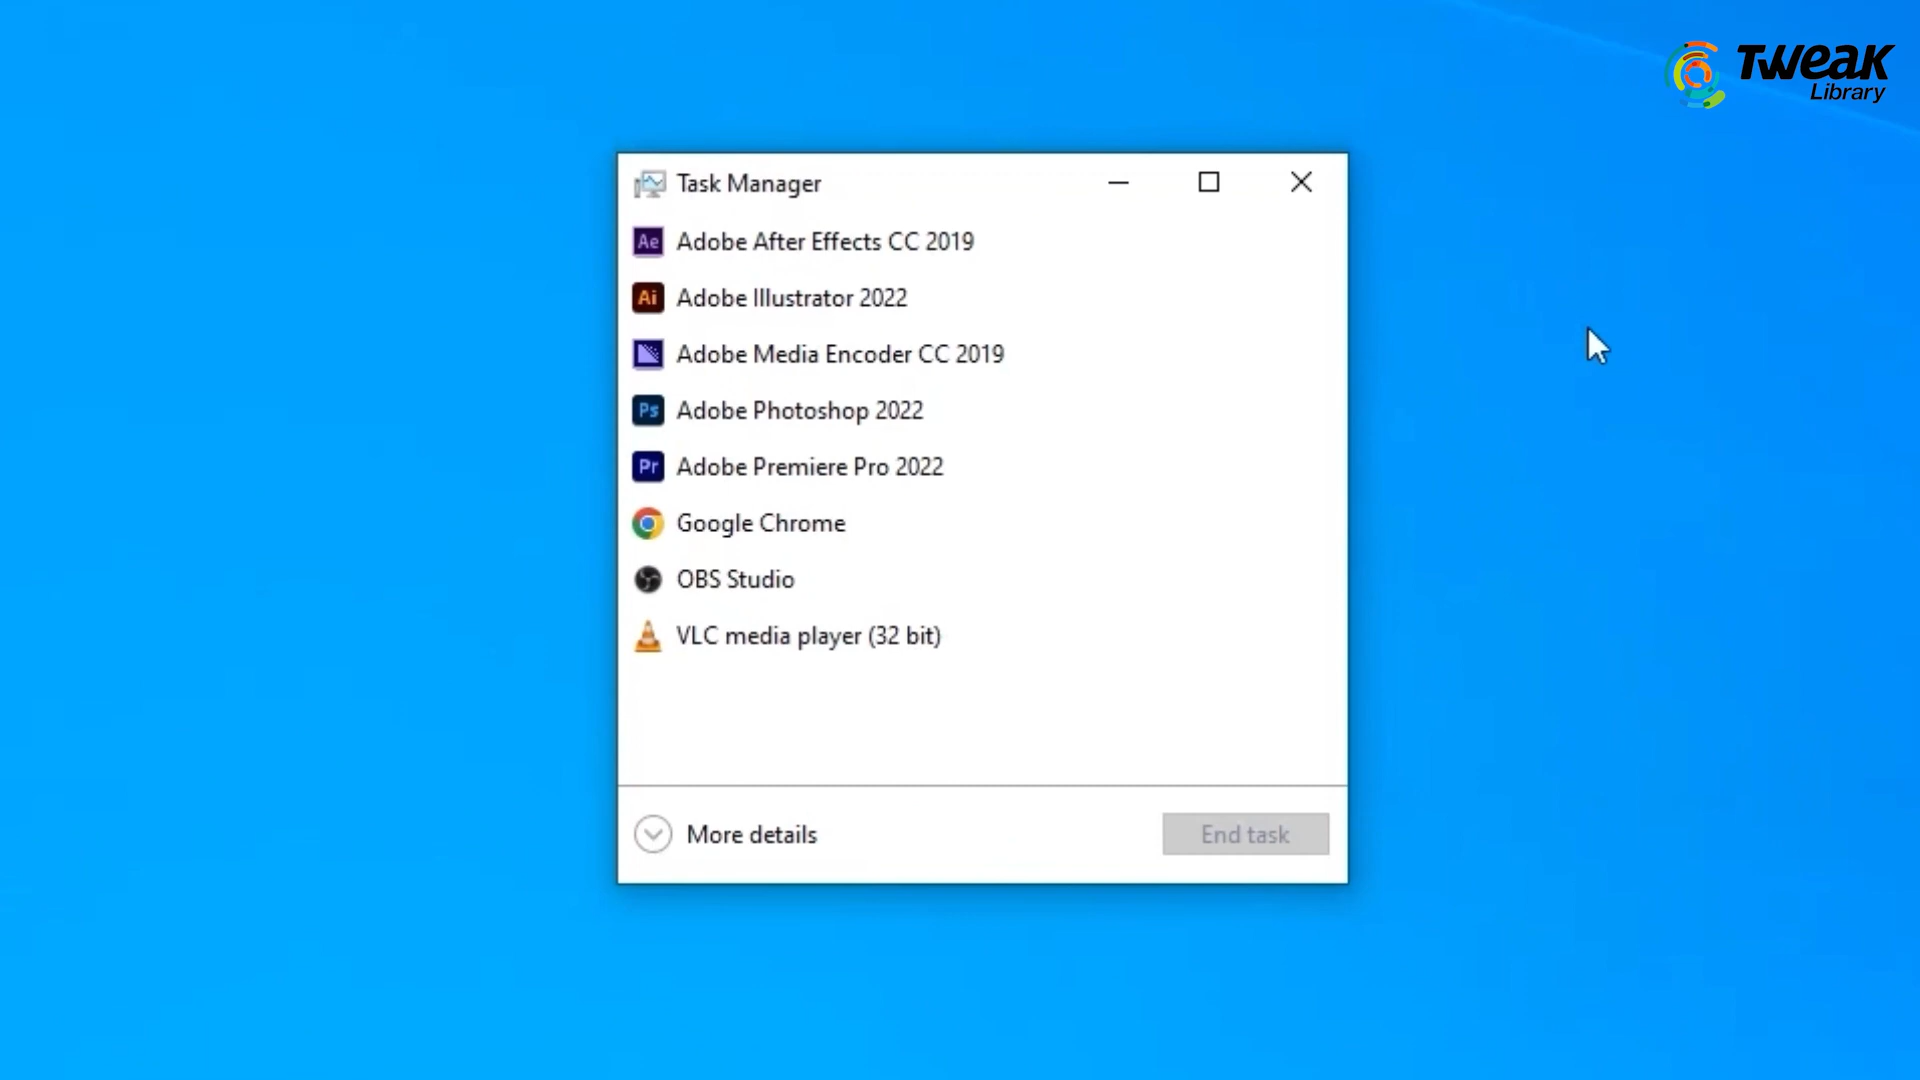 Tweak
Library
Task Manager
Ae Adobe After Effects CC 2019
Ai Adobe Illustrator 2022
Adobe Media Encoder CC 2019
Ps Adobe Photoshop 2022
Pr Adobe Premiere Pro 2022
Google Chrome
OBS Studio
VLC media player (32 bit)
More details
End task